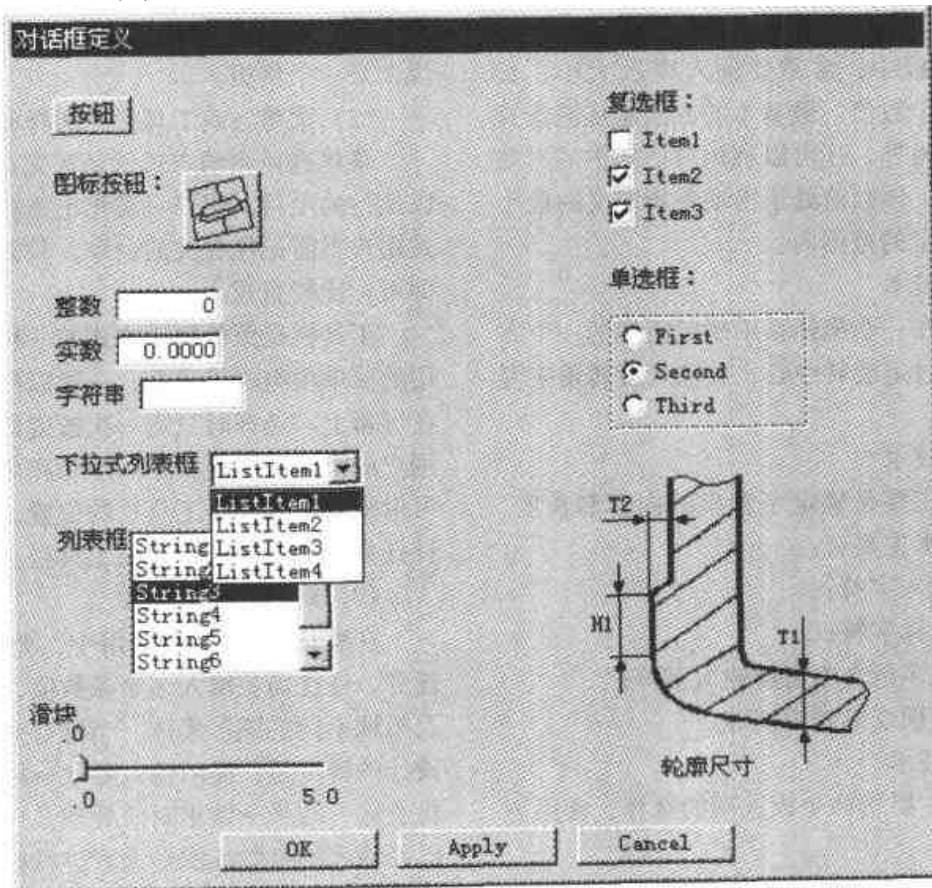 对话框定义
按钮
图标按钮：
整数 0
实数 0.0000
字符串
下拉式列表框 ListItem1
ListItem1
ListItem2
ListItem3
ListItem4
列表框
String
String
String3
String4
String5
String6
滑块
.0
.0 5.0
复选框：
Item1
Item2
Item3
单选框：
First
Second
Third
T2
H1
T1
轮廓尺寸
OK Apply Cancel